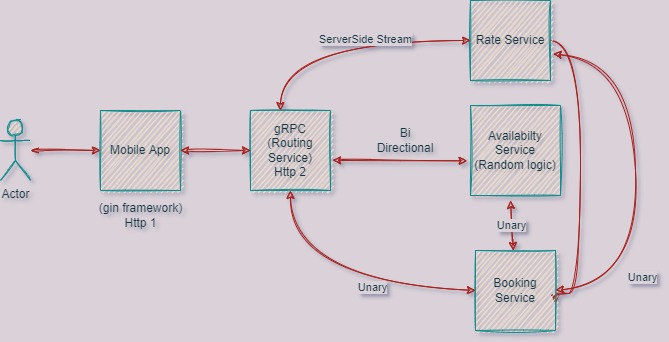 ServerSide Stream
Rate Service
gRPC
(Routing
Service)
Http 2
Bi
Directional
Availabilty
Service
(Random logic)
Mobile App
Actor
(gin framework)
Http 1
Unary
Unary
Booking
Service
Unary